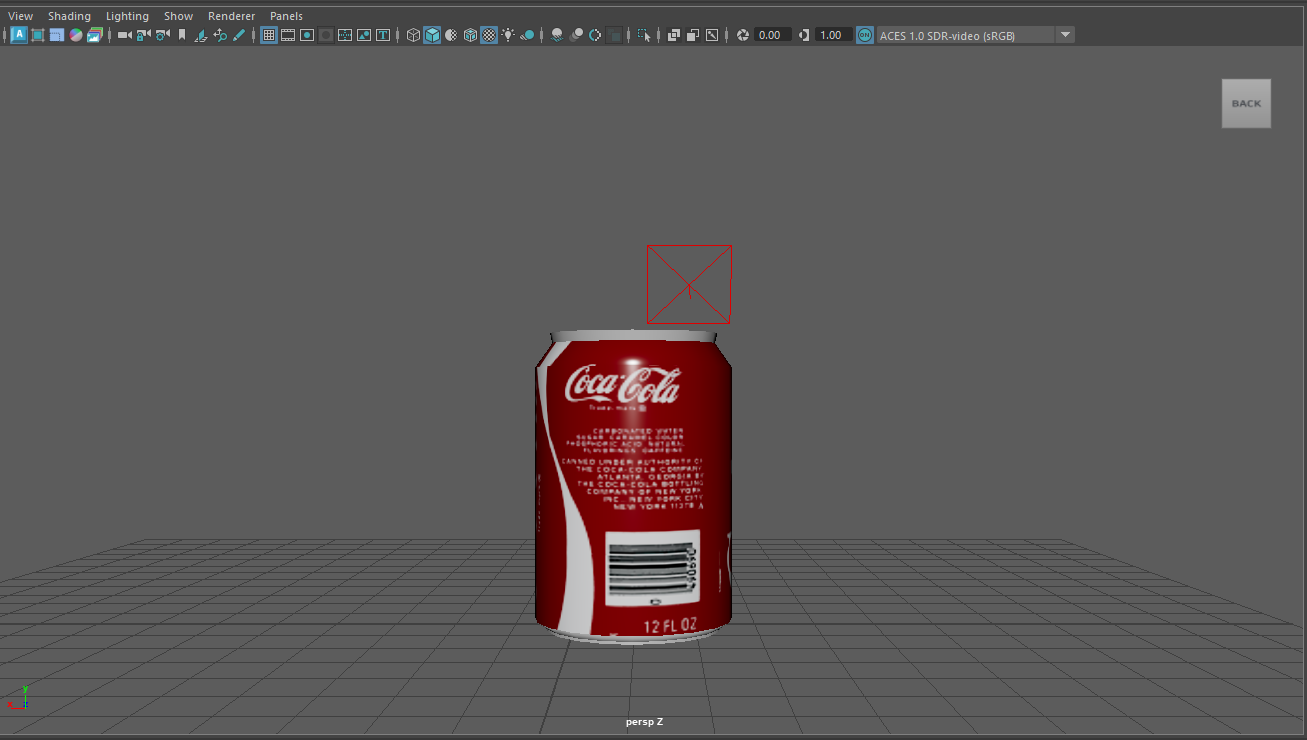 View Shading Lighting Show Renderer Panels
A T 0.00 1.00 ON ACES 1.0 SDR-video (sRGB)
BACK
Coca-Cola
Trade-mark ®
CARBONATED WATER
SUGAR, CARAMEL COLOR
PHOSPHORIC ACID, NATURAL
FLAVORINGS, CAFFEINE
CANNED UNDER AUTHORITY OF
THE COCA-COLA COMPANY
ATLANTA, GEORGIA BY
THE COCA-COLA BOTTLING
COMPANY OF NEW YORK
INC., NEW YORK CITY
NEW YORK
12 FL OZ
y
x
z
persp Z